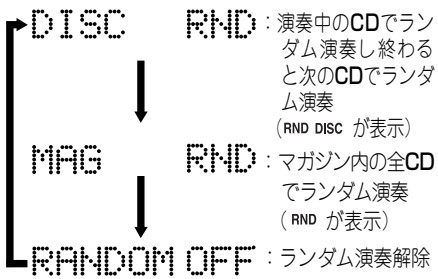 DISC RND：演奏中のCDでラン
ダム演奏し終わる
と次のCDでランダ
ム演奏
（RND DISC が表示）
MAG RND：マガジン内の全CD
でランダム演奏
（RND が表示）
RANDOM OFF：ランダム演奏解除